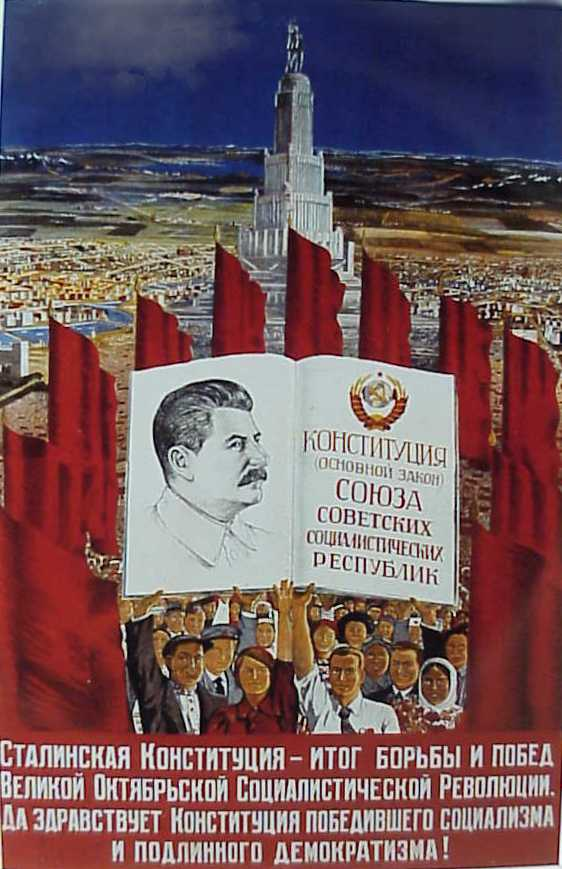 КОНСТИТУЦИЯ
(ОСНОВНОЙ ЗАКОН)
СОЮЗА
СОВЕТСКИХ
СОЦИАЛИСТИЧЕСКИХ
РЕСПУБЛИК
СТАЛИНСКАЯ КОНСТИТУЦИЯ – ИТОГ БОРЬБЫ И ПОБЕД
ВЕЛИКОЙ ОКТЯБРЬСКОЙ СОЦИАЛИСТИЧЕСКОЙ РЕВОЛЮЦИИ.
ДА ЗДРАВСТВУЕТ КОНСТИТУЦИЯ ПОБЕДИВШЕГО СОЦИАЛИЗМА
И ПОДЛИННОГО ДЕМОКРАТИЗМА!